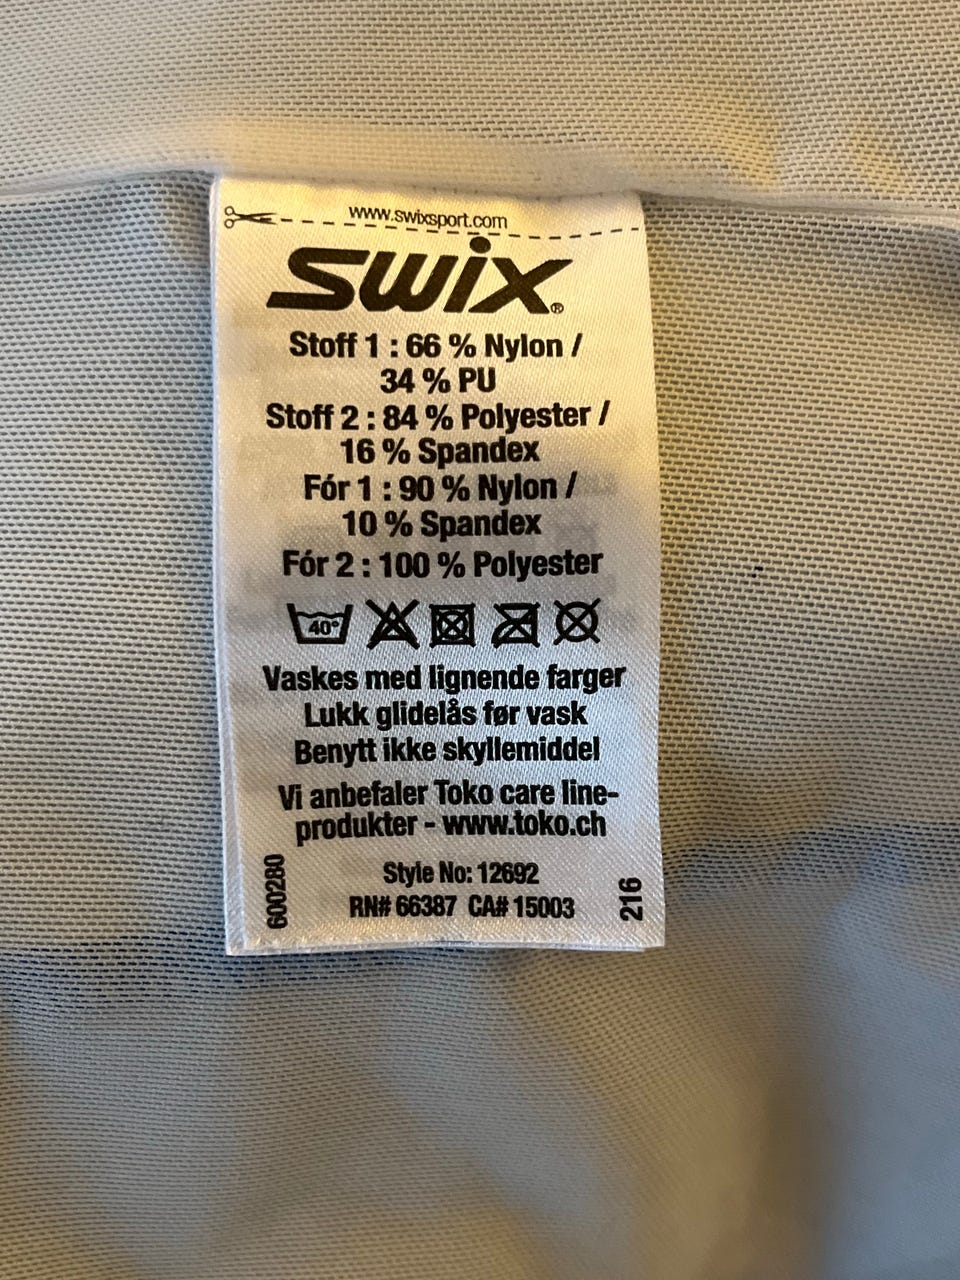 www.swixsport.com
swix®
Stoff 1 : 66 % Nylon /
34 % PU
Stoff 2 : 84 % Polyester /
16 % Spandex
Fór 1 : 90 % Nylon /
10 % Spandex
Fór 2 : 100 % Polyester
40°
Vaskes med lignende farger
Lukk glidelås før vask
Benytt ikke skyllemiddel
Vi anbefaler Toko care line-
produkter - www.toko.ch
Style No: 12692
RN# 66387 CA# 15003
600280
216